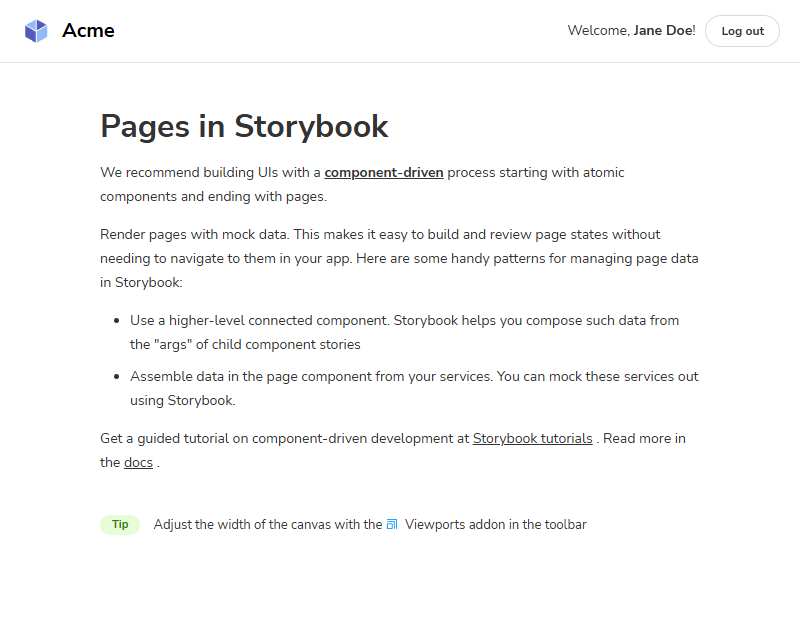 Acme
Welcome, Jane Doe!
Log out
Pages in Storybook
We recommend building UIs with a component-driven process starting with atomic
components and ending with pages.
Render pages with mock data. This makes it easy to build and review page states without
needing to navigate to them in your app. Here are some handy patterns for managing page data
in Storybook:
Use a higher-level connected component. Storybook helps you compose such data from
the "args" of child component stories
Assemble data in the page component from your services. You can mock these services out
using Storybook.
Get a guided tutorial on component-driven development at Storybook tutorials . Read more in
the docs .
Tip Adjust the width of the canvas with the Viewports addon in the toolbar